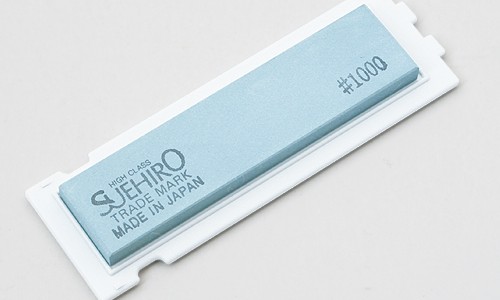 HIGH CLASS
SUEHIRO
TRADE MARK
MADE IN JAPAN
#1000